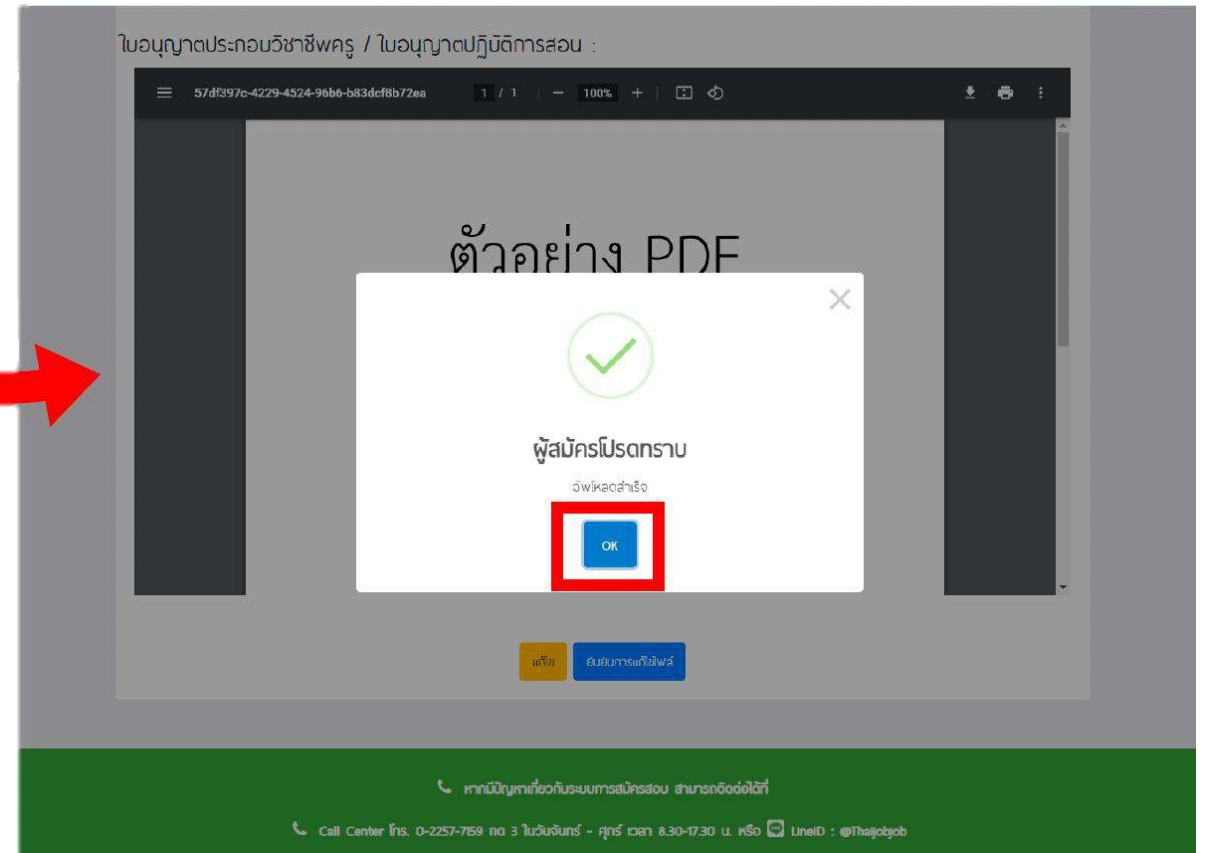 ใบอนุญาตประกอบวิชาชีพครู / ใบอนุญาตปฏิบัติการสอน :
57df397c-4229-4524-96b6-b83dcf8b72ea 1 / 1 100%
ตัวอย่าง PDF
ผู้สมัครโปรดทราบ
อัพโหลดสำเร็จ
OK
แก้ไข ยืนยันการแก้ไขไฟล์
หากมีปัญหาเกี่ยวกับระบบการสมัครสอบ สามารถติดต่อได้ที่
Call Center โทร. 0-2257-7159 กด 3 ในวันจันทร์ - ศุกร์ เวลา 8.30-17.30 น. หรือ LineID : @Thaijobjob